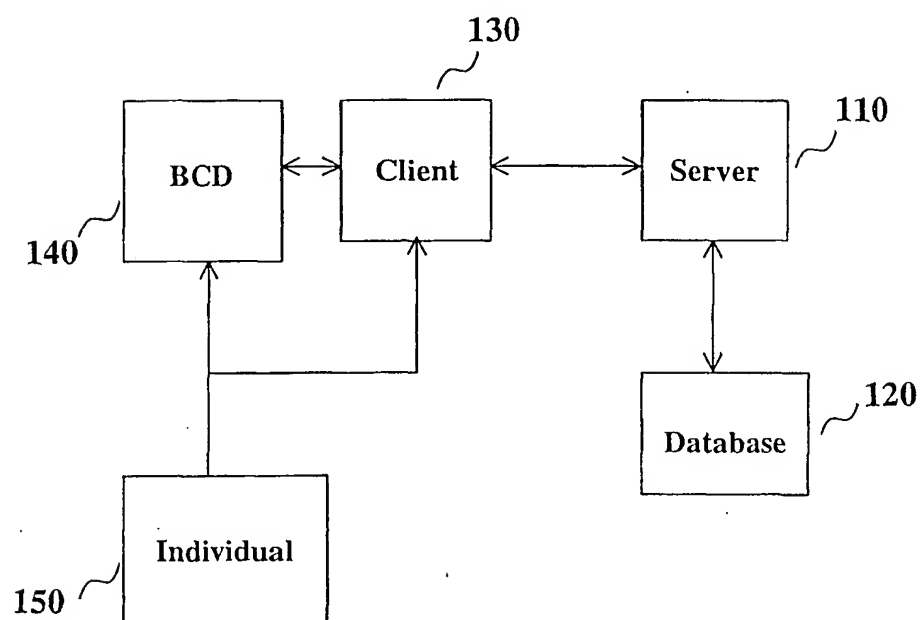 130
110
BCD
Client
Server
140
120
Database
Individual
150